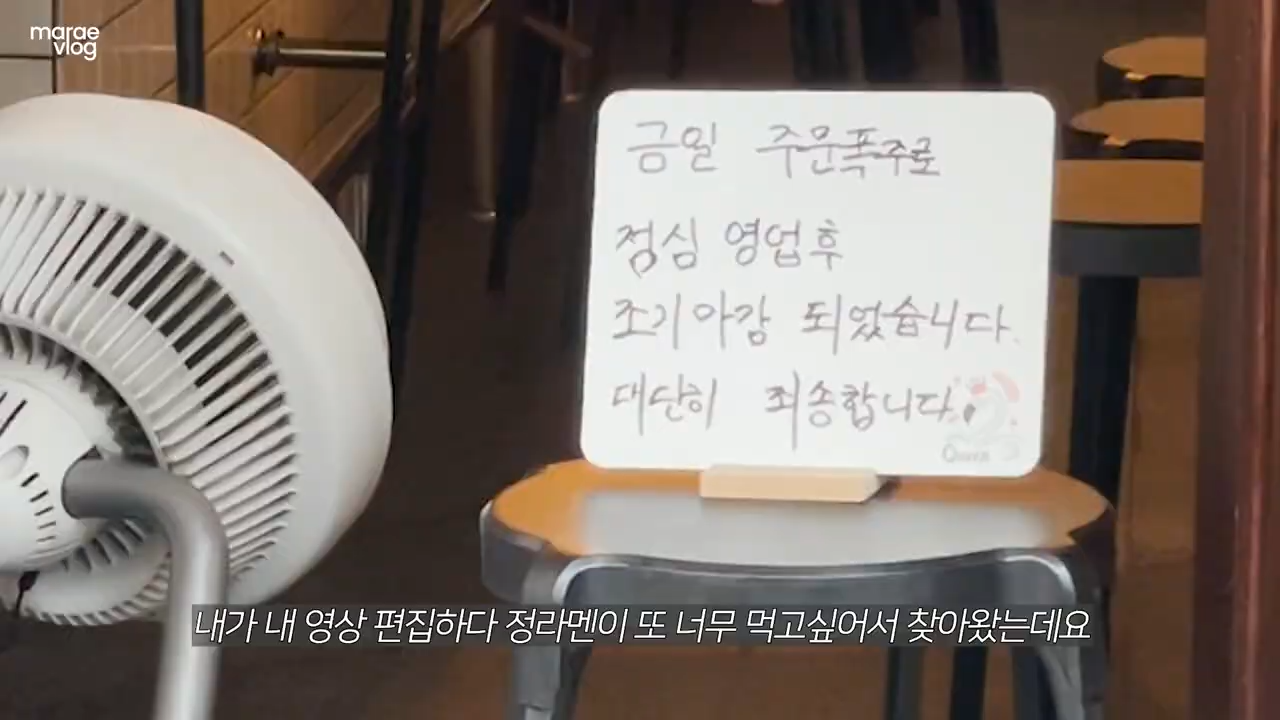 marae
vlog
금일 주문폭주로
점심 영업후
조기마감 되었습니다.
대단히 죄송합니다.
내가 내 영상 편집하다 정라멘이 또 너무 먹고싶어서 찾아왔는데요